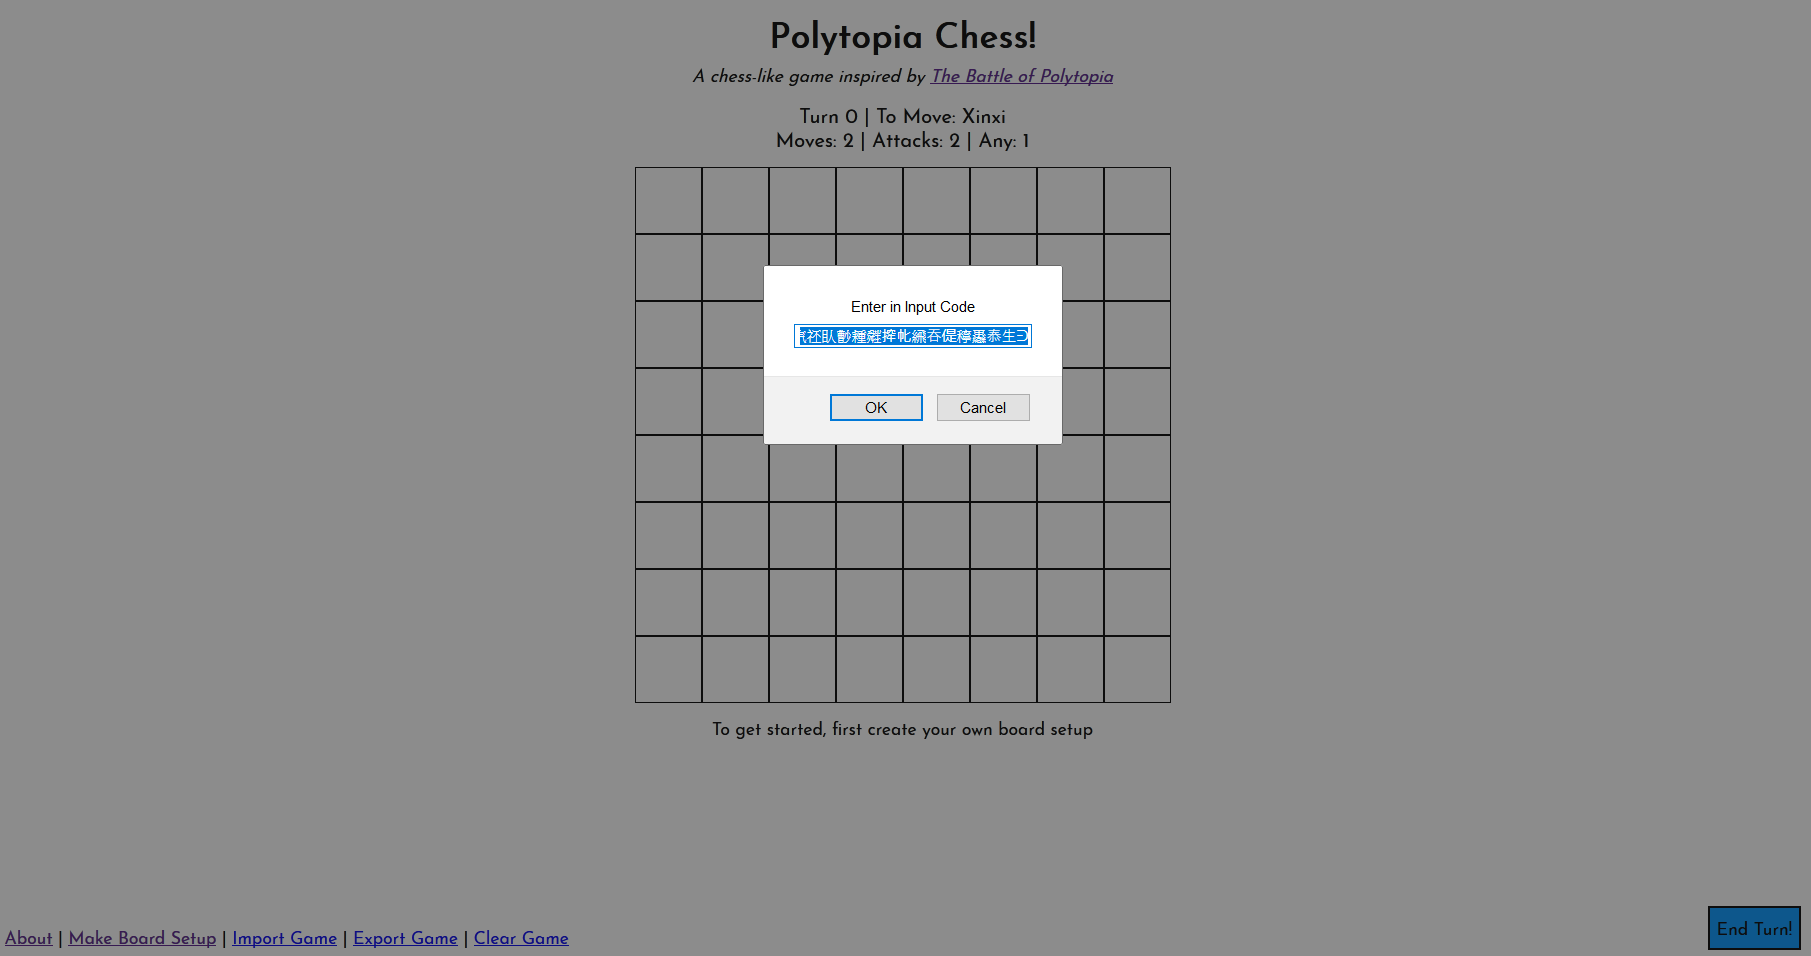 Polytopia Chess!
A chess-like game inspired by The Battle of Polytopia
Turn 0 | To Move: Xinxi
Moves: 2 | Attacks: 2 | Any: 1
Enter in Input Code
OK Cancel
To get started, first create your own board setup
About | Make Board Setup | Import Game | Export Game | Clear Game
End Turn!